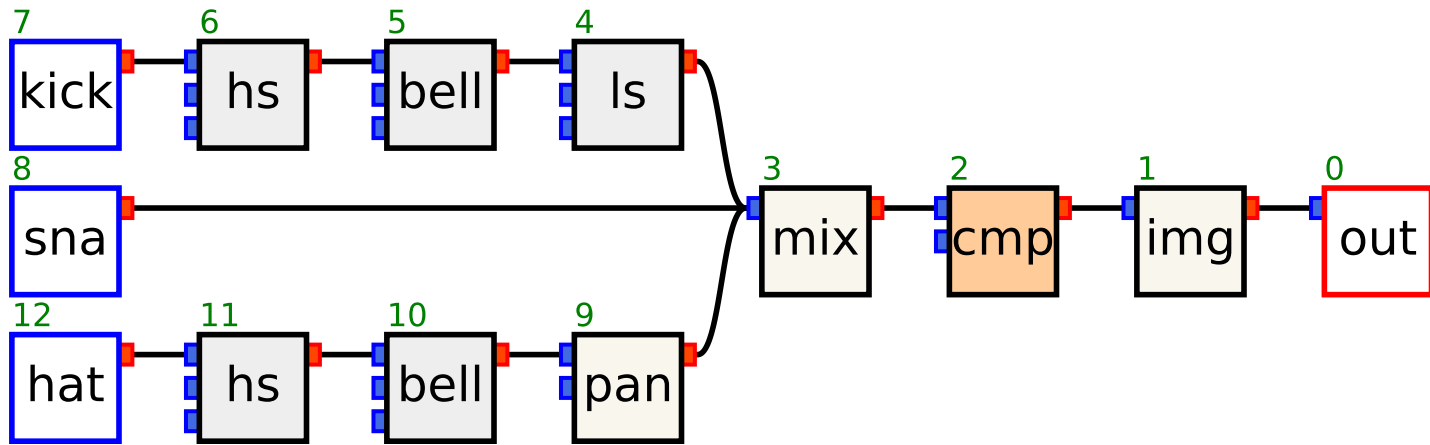 7 6 5 4
kick hs bell ls
8 3 2 1 0
sna mix cmp img out
12 11 10 9
hat hs bell pan